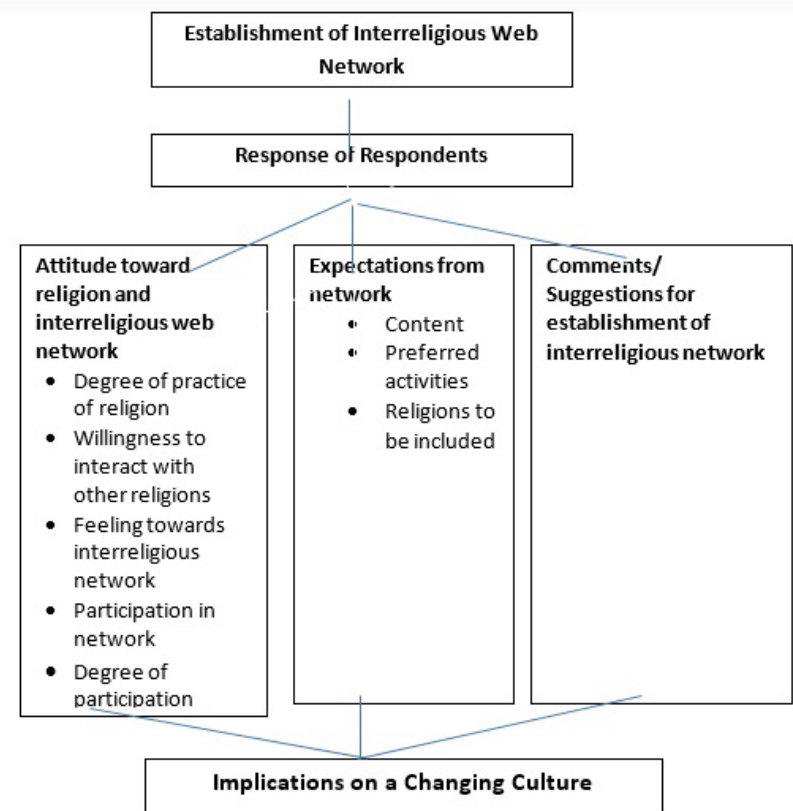 Establishment of Interreligious Web
Network
Response of Respondents
Attitude toward
religion and
interreligious web
network
• Degree of practice
of religion
• Willingness to
interact with
other religions
• Feeling towards
interreligious
network
• Participation in
network
• Degree of
participation
Expectations from
network
• Content
• Preferred
activities
• Religions to
be included
Comments/
Suggestions for
establishment of
interreligious network
Implications on a Changing Culture